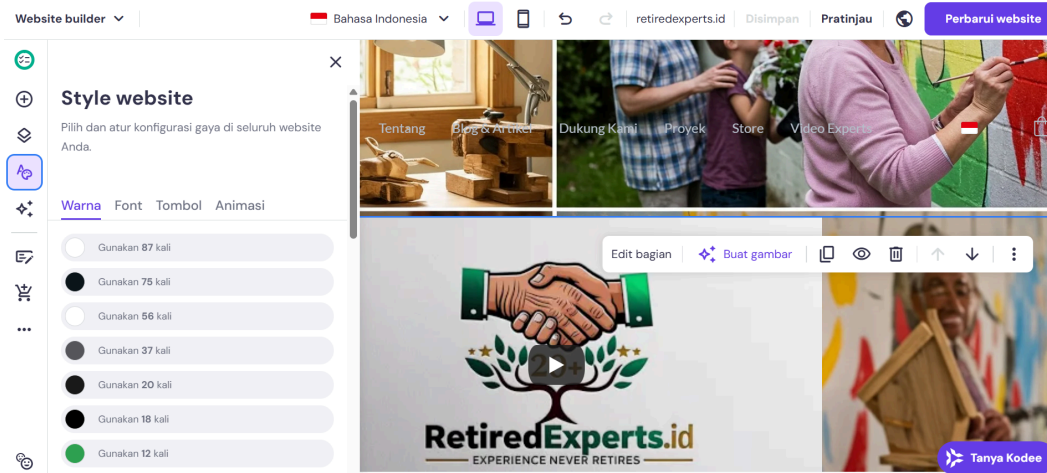 Website builder
Bahasa Indonesia
retiredexperts.id
Disimpan
Pratinjau
Perbarui website
Style website
Pilih dan atur konfigurasi gaya di seluruh website
Anda.
Warna Font Tombol Animasi
Gunakan 87 kali
Gunakan 75 kali
Gunakan 56 kali
Gunakan 37 kali
Gunakan 20 kali
Gunakan 18 kali
Gunakan 12 kali
Tentang Blog & Artikel Dukung Kami Proyek Store Video Experts
Edit bagian
Buat gambar
RetiredExperts.id
EXPERIENCE NEVER RETIRES
Tanya Kodee